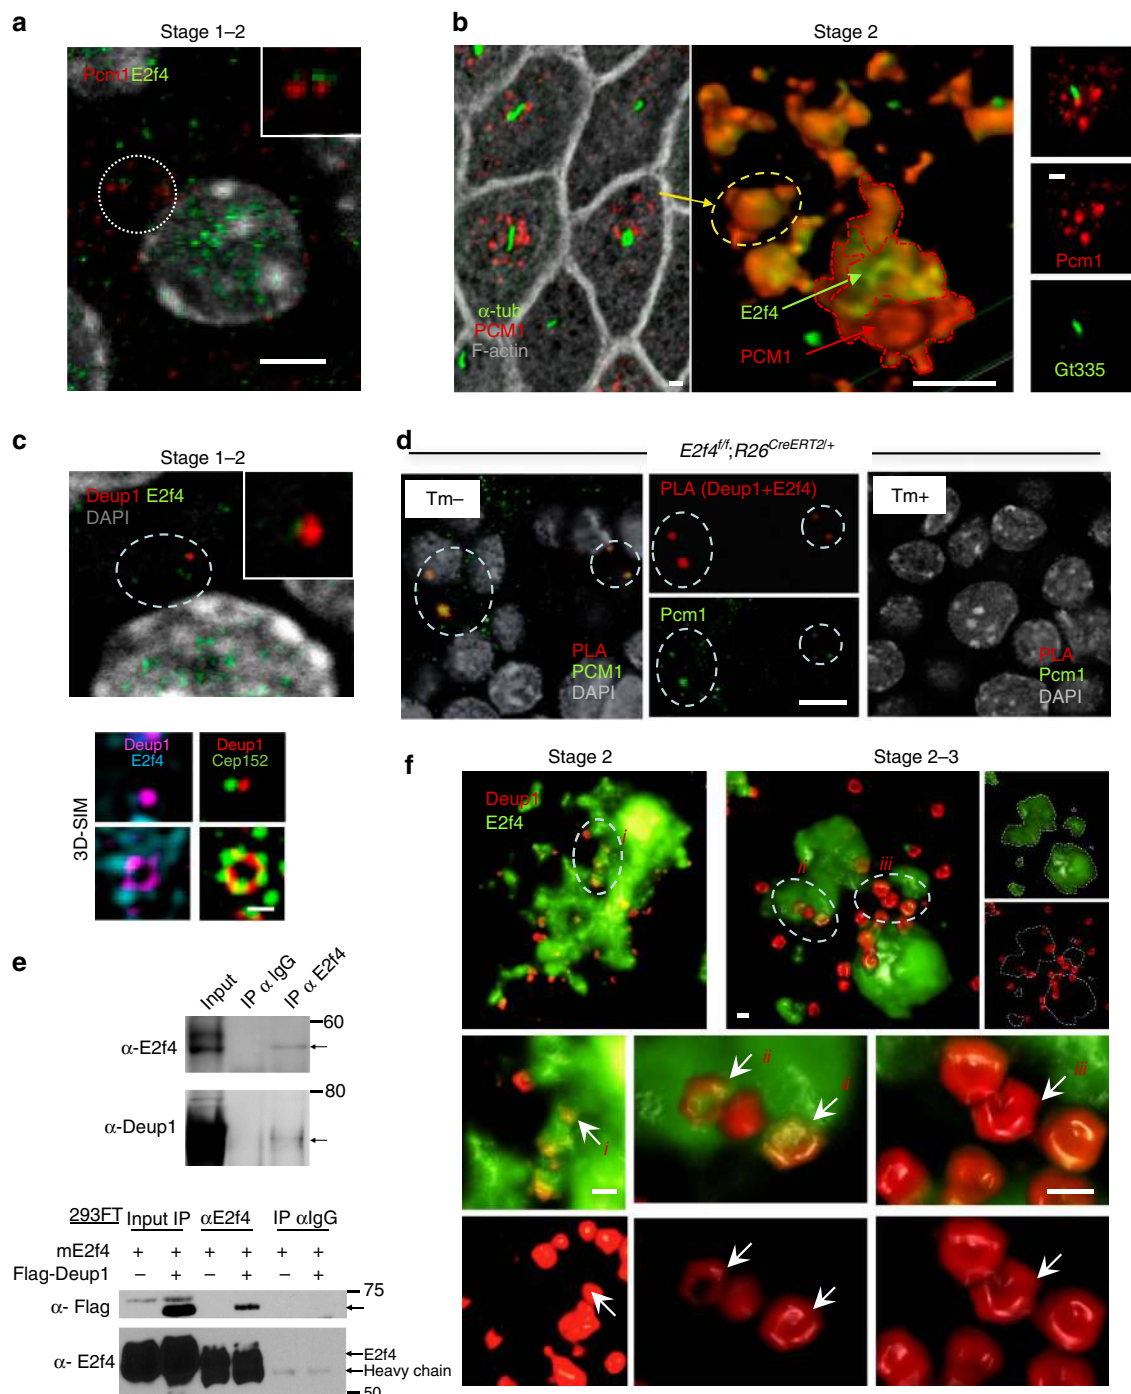 a
Stage 1–2
Pcm1E2f4
b
Stage 2
α-tub
PCM1
F-actin
E2f4
PCM1
Pcm1
Gt335
c
Stage 1–2
Deup1 E2f4
DAPI
3D-SIM
Deup1
E2f4
Deup1
Cep152
d
E2f4f/f;R26CreERT2/+
Tm–
PLA
PCM1
DAPI
PLA (Deup1+E2f4)
Pcm1
Tm+
PLA
Pcm1
DAPI
e
Input
IP α IgG
IP α E2f4
α-E2f4
60
α-Deup1
80
293FT Input IP αE2f4 IP αIgG
mE2f4 + + + + + +
Flag-Deup1 – + – + – +
α- Flag
75
α- E2f4
E2f4
Heavy chain
50
f
Stage 2
Deup1
E2f4
i
Stage 2–3
ii
iii
i
ii
ii
iii